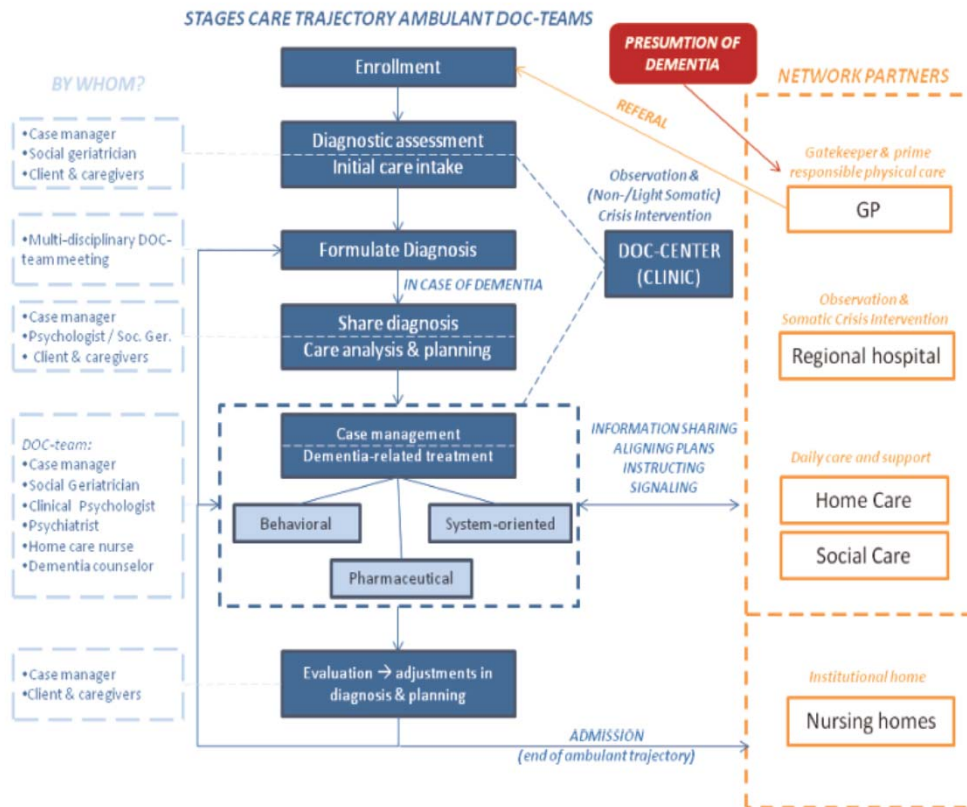 STAGES CARE TRAJECTORY AMBULANT DOC-TEAMS
PRESUMTION OF
DEMENTIA
BY WHOM?
NETWORK PARTNERS
Enrollment
REFERAL
•Case manager
•Social geriatrician
•Client & caregivers
Diagnostic assessment
Initial care intake
Observation &
(Non-/Light Somatic)
Crisis Intervention
DOC-CENTER
(CLINIC)
Gatekeeper & prime
responsible physical care
GP
•Multi-disciplinary DOC-
team meeting
Formulate Diagnosis
IN CASE OF DEMENTIA
•Case manager
•Psychologist / Soc. Ger.
• Client & caregivers
Share diagnosis
Care analysis & planning
Observation &
Somatic Crisis Intervention
Regional hospital
DOC-team:
•Case manager
•Social Geriatrician
•Clinical Psychologist
•Psychiatrist
•Home care nurse
•Dementia counselor
Case management
Dementia-related treatment
Behavioral
System-oriented
Pharmaceutical
INFORMATION SHARING
ALIGNING PLANS
INSTRUCTING
SIGNALING
Daily care and support
Home Care
Social Care
•Case manager
•Client & caregivers
Evaluation → adjustments in
diagnosis & planning
Institutional home
Nursing homes
ADMISSION
(end of ambulant trajectory)